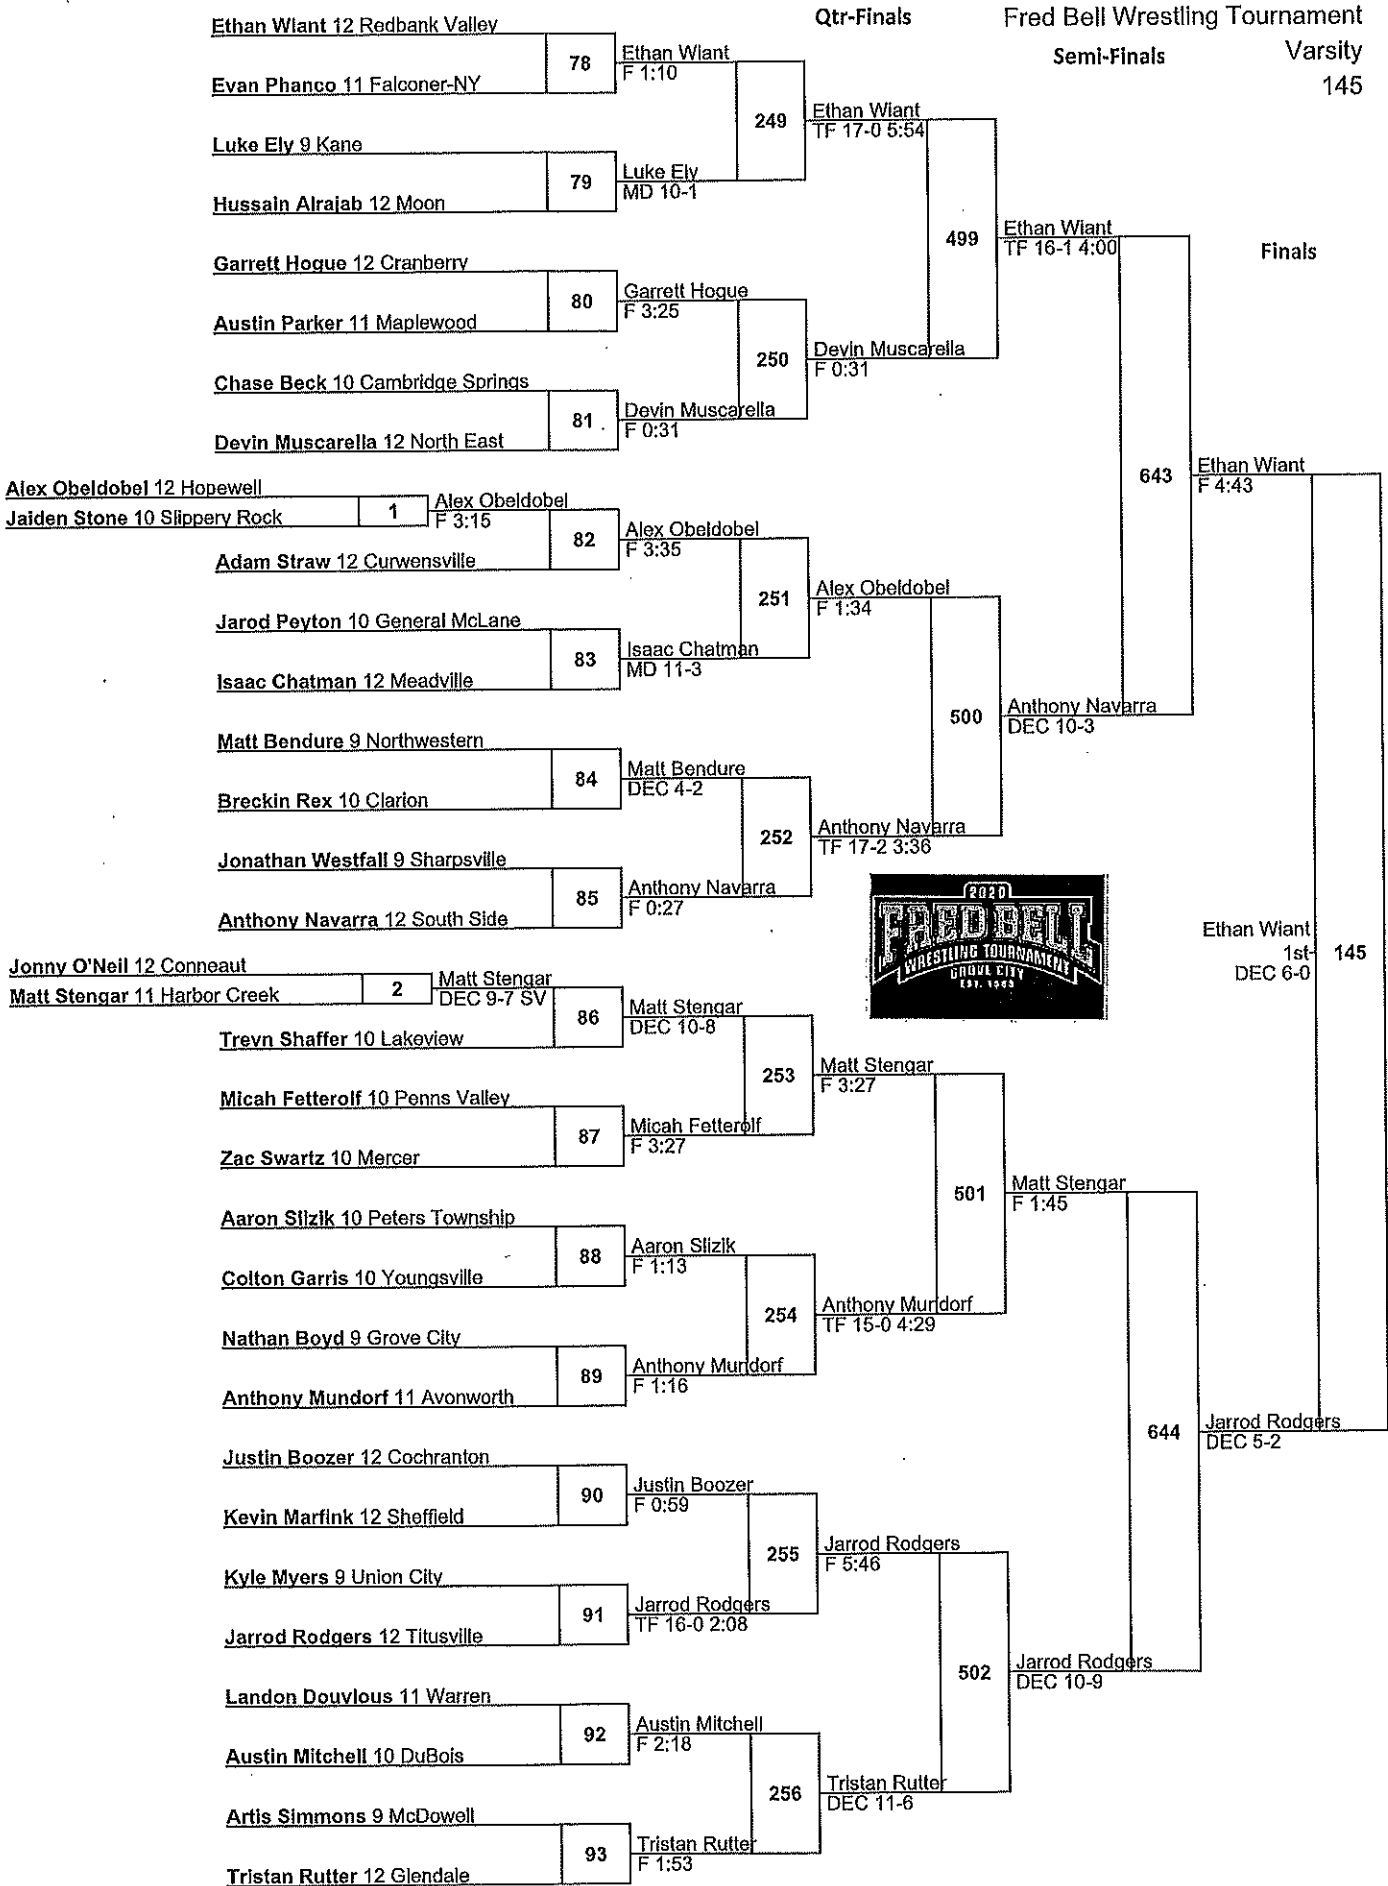 Qtr-Finals
Fred Bell Wrestling Tournament
Semi-Finals
Varsity
145
Finals
Ethan Wiant 12 Redbank Valley
78
Ethan Wiant
F 1:10
Evan Phanco 11 Falconer-NY
249
Ethan Wiant
TF 17-0 5:54
Luke Ely 9 Kane
79
Luke Ely
MD 10-1
Hussain Alrajab 12 Moon
499
Ethan Wiant
TF 16-1 4:00
Garrett Hogue 12 Cranberry
80
Garrett Hogue
F 3:25
Austin Parker 11 Maplewood
250
Devin Muscarella
F 0:31
Chase Beck 10 Cambridge Springs
81
Devin Muscarella
F 0:31
Devin Muscarella 12 North East
643
Ethan Wiant
F 4:43
Alex Obeldobel 12 Hopewell
1
Alex Obeldobel
F 3:15
Jaiden Stone 10 Slippery Rock
82
Alex Obeldobel
F 3:35
Adam Straw 12 Curwensville
251
Alex Obeldobel
F 1:34
Jarod Peyton 10 General McLane
83
Isaac Chatman
MD 11-3
Isaac Chatman 12 Meadville
500
Anthony Navarra
DEC 10-3
Matt Bendure 9 Northwestern
84
Matt Bendure
DEC 4-2
Breckin Rex 10 Clarion
252
Anthony Navarra
TF 17-2 3:36
Jonathan Westfall 9 Sharpsville
85
Anthony Navarra
F 0:27
Anthony Navarra 12 South Side
2020
FRED BELL
WRESTLING TOURNAMENT
GROVE CITY
EST. 1983
Ethan Wiant
1st
DEC 6-0
145
Jonny O'Neil 12 Conneaut
2
Matt Stengar
DEC 9-7 SV
Matt Stengar 11 Harbor Creek
86
Matt Stengar
DEC 10-8
Trevn Shaffer 10 Lakeview
253
Matt Stengar
F 3:27
Micah Fetterolf 10 Penns Valley
87
Micah Fetterolf
F 3:27
Zac Swartz 10 Mercer
501
Matt Stengar
F 1:45
Aaron Slizik 10 Peters Township
88
Aaron Slizik
F 1:13
Colton Garris 10 Youngsville
254
Anthony Mundorf
TF 15-0 4:29
Nathan Boyd 9 Grove City
89
Anthony Mundorf
F 1:16
Anthony Mundorf 11 Avonworth
644
Jarrod Rodgers
DEC 5-2
Justin Boozer 12 Cochranton
90
Justin Boozer
F 0:59
Kevin Marfink 12 Sheffield
255
Jarrod Rodgers
F 5:46
Kyle Myers 9 Union City
91
Jarrod Rodgers
TF 16-0 2:08
Jarrod Rodgers 12 Titusville
502
Jarrod Rodgers
DEC 10-9
Landon Douvlous 11 Warren
92
Austin Mitchell
F 2:18
Austin Mitchell 10 DuBois
256
Tristan Rutter
DEC 11-6
Artis Simmons 9 McDowell
93
Tristan Rutter
F 1:53
Tristan Rutter 12 Glendale